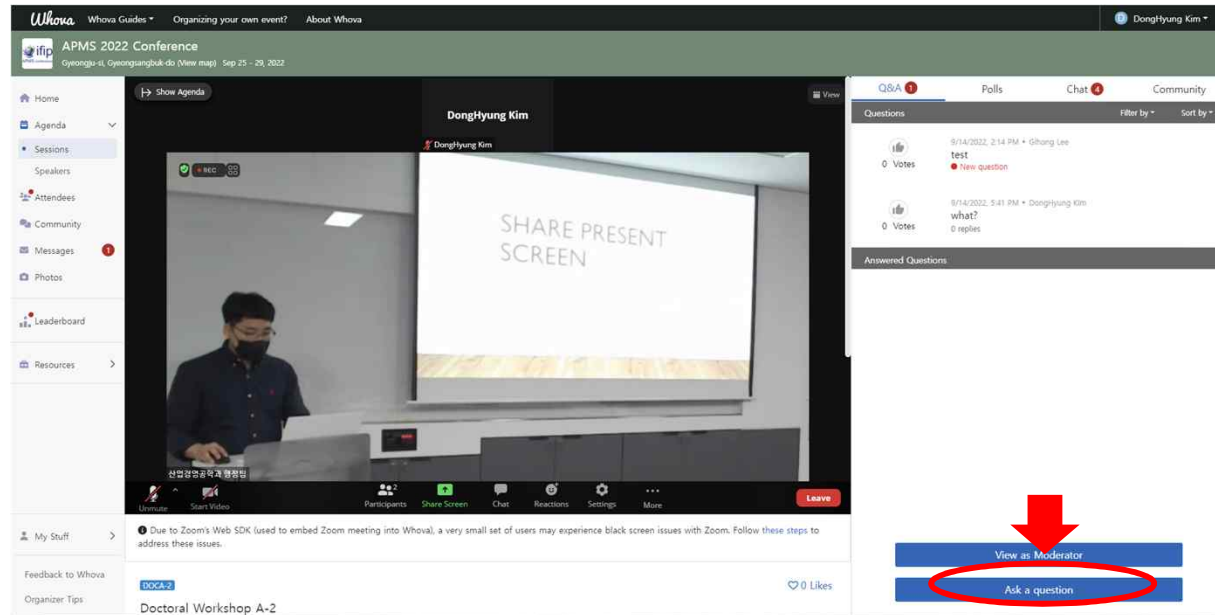 Whova Whova Guides Organizing your own event? About Whova D DongHyung Kim
ifip APMS 2022 Conference
Gyeongju-si, Gyeongsangbuk-do (View map) Sep 25 - 29, 2022
Home
Agenda
Sessions
Speakers
Attendees
Community
Messages 1
Photos
Leaderboard
Resources
My Stuff
Feedback to Whova
Organizer Tips
Show Agenda
View
DongHyung Kim
DongHyung Kim
REC
SHARE PRESENT
SCREEN
산업경영공학과 행정팀
Unmute Start Video Participants 2 Share Screen Chat Reactions Settings More Leave
Due to Zoom's Web SDK (used to embed Zoom meeting into Whova), a very small set of users may experience black screen issues with Zoom. Follow these steps to
address these issues.
DOCA-2
0 Likes
Doctoral Workshop A-2
Q&A 1 Polls Chat 4 Community
Questions Filter by Sort by
9/14/2022, 2:14 PM • Gihong Lee
test
0 Votes
New question
9/14/2022, 5:41 PM • DongHyung Kim
what?
0 Votes
0 replies
Answered Questions
View as Moderator
Ask a question